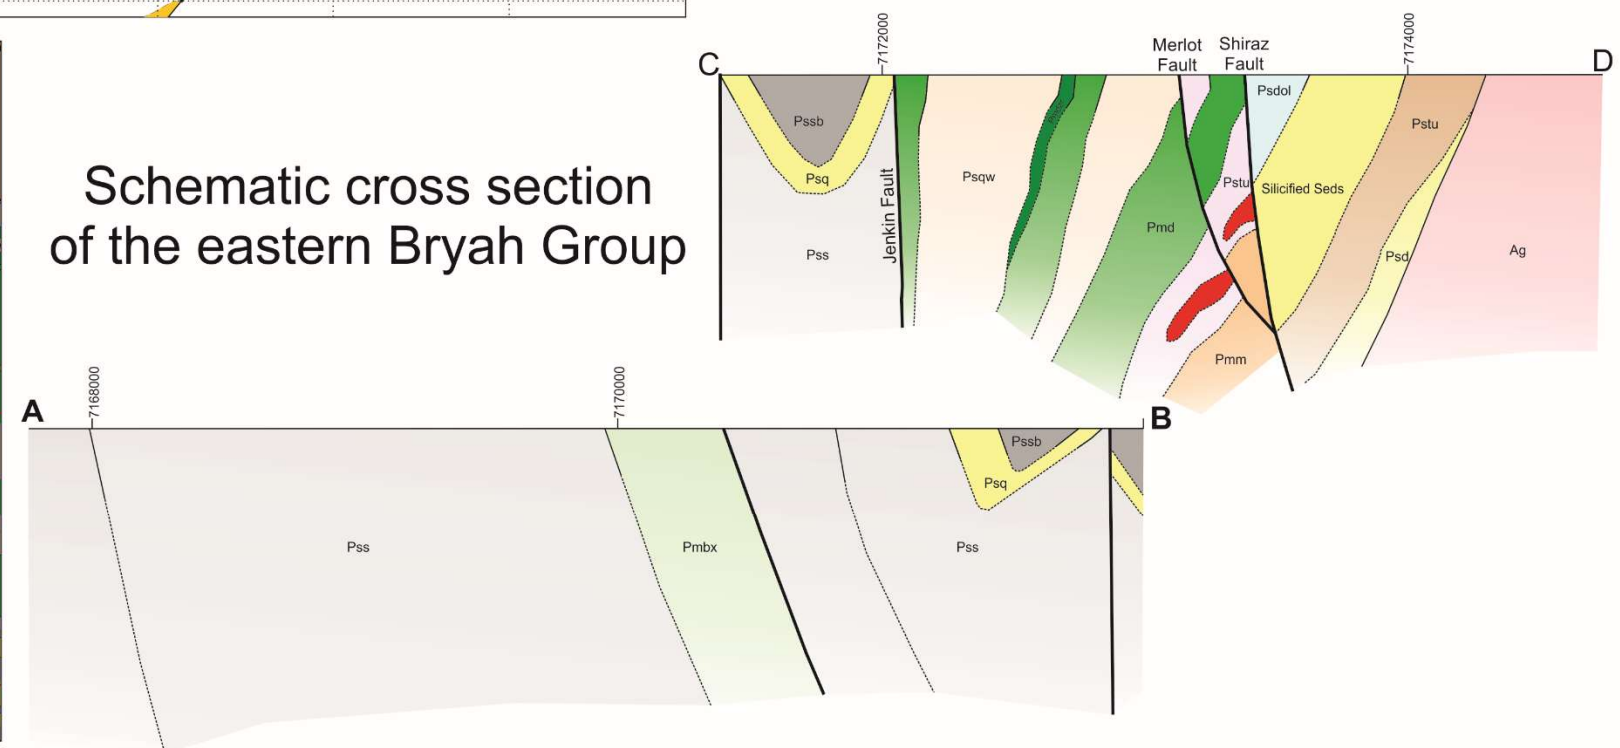 Schematic cross section
of the eastern Bryah Group
C
7172000
Merlot
Fault
Shiraz
Fault
7174000
D
Pssb
Psq
Pss
Jenkin Fault
Psqw
Pmd
Pstu
Psdol
Silicified Seds
Pstu
Psd
Ag
Pmm
A
7168000
7170000
B
Pss
Pmbx
Pss
Psq
Pssb